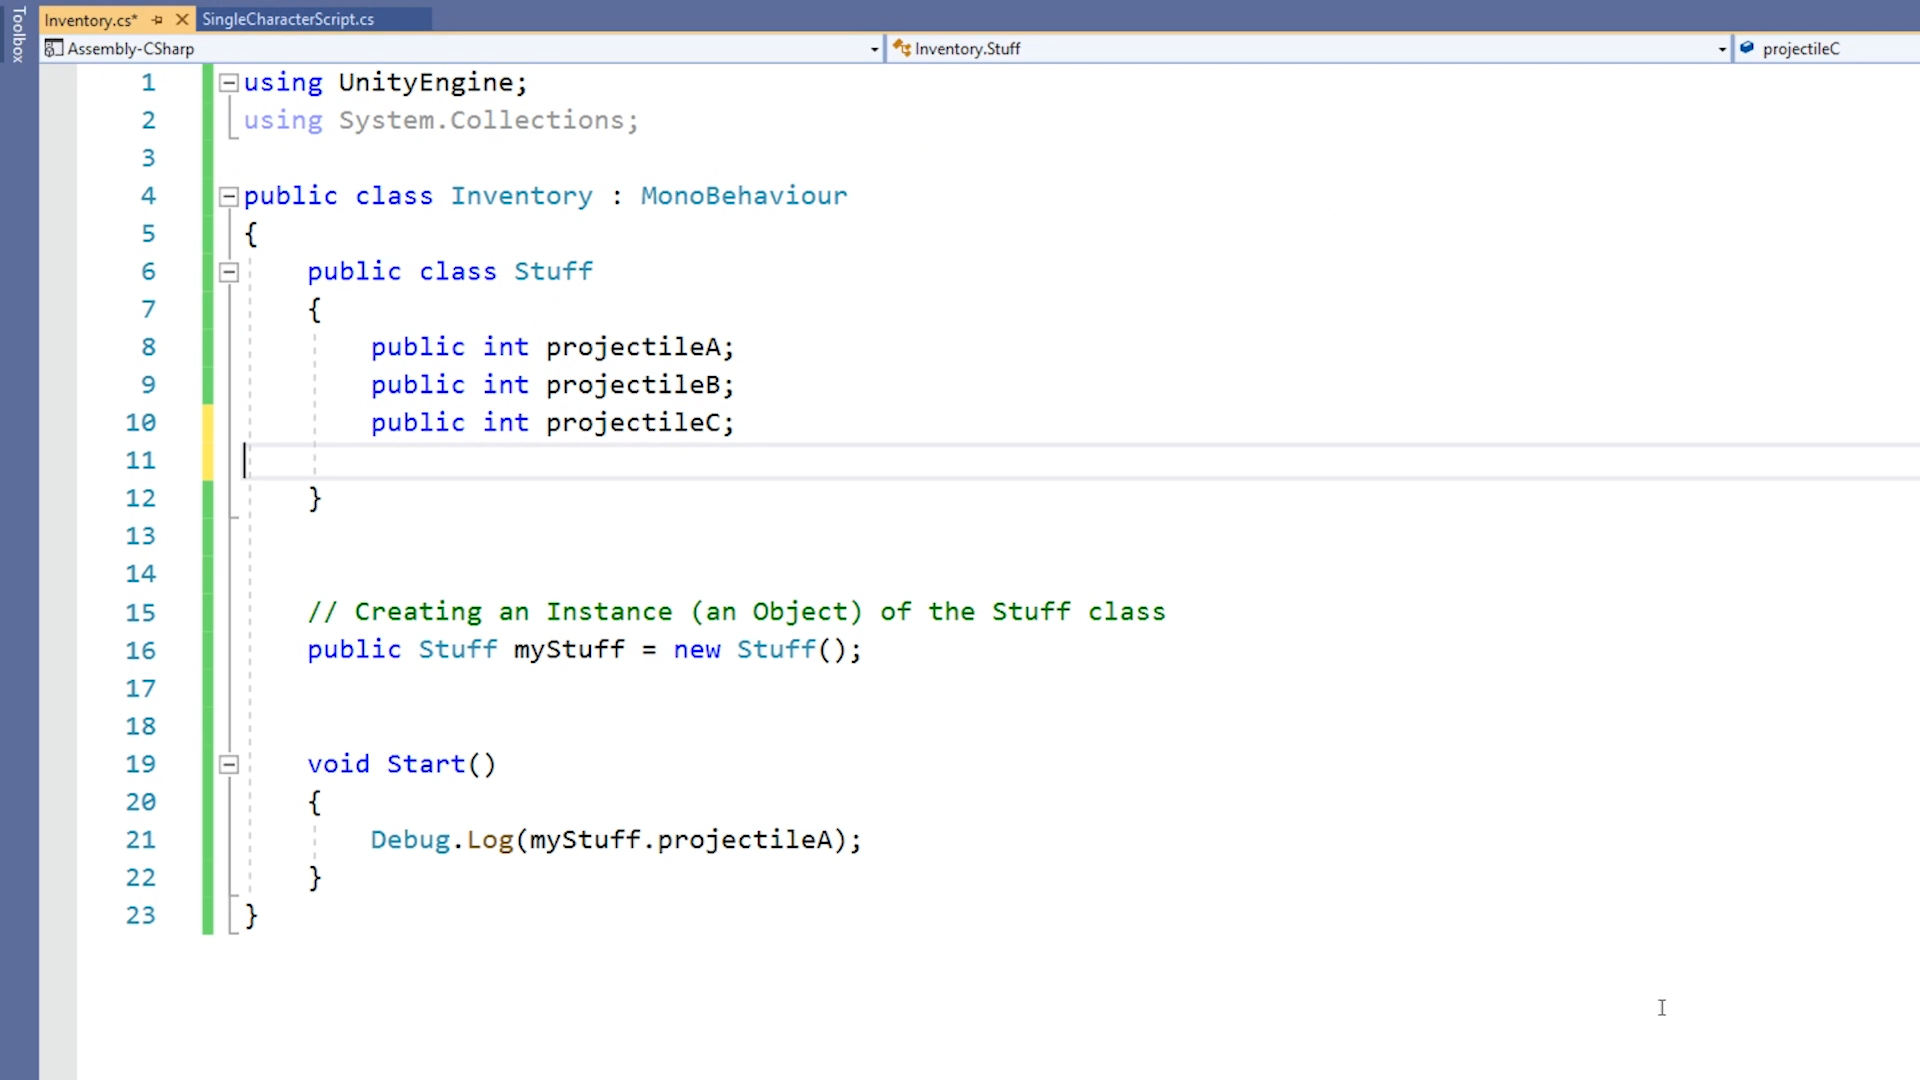 Toolbox
Inventory.cs*
SingleCharacterScript.cs
Assembly-CSharp
Inventory.Stuff
projectileC
1 using UnityEngine;
2 using System.Collections;
3
4 public class Inventory : MonoBehaviour
5 {
6 public class Stuff
7 {
8 public int projectileA;
9 public int projectileB;
10 public int projectileC;
11
12 }
13
14
15 // Creating an Instance (an Object) of the Stuff class
16 public Stuff myStuff = new Stuff();
17
18
19 void Start()
20 {
21 Debug.Log(myStuff.projectileA);
22 }
23 }